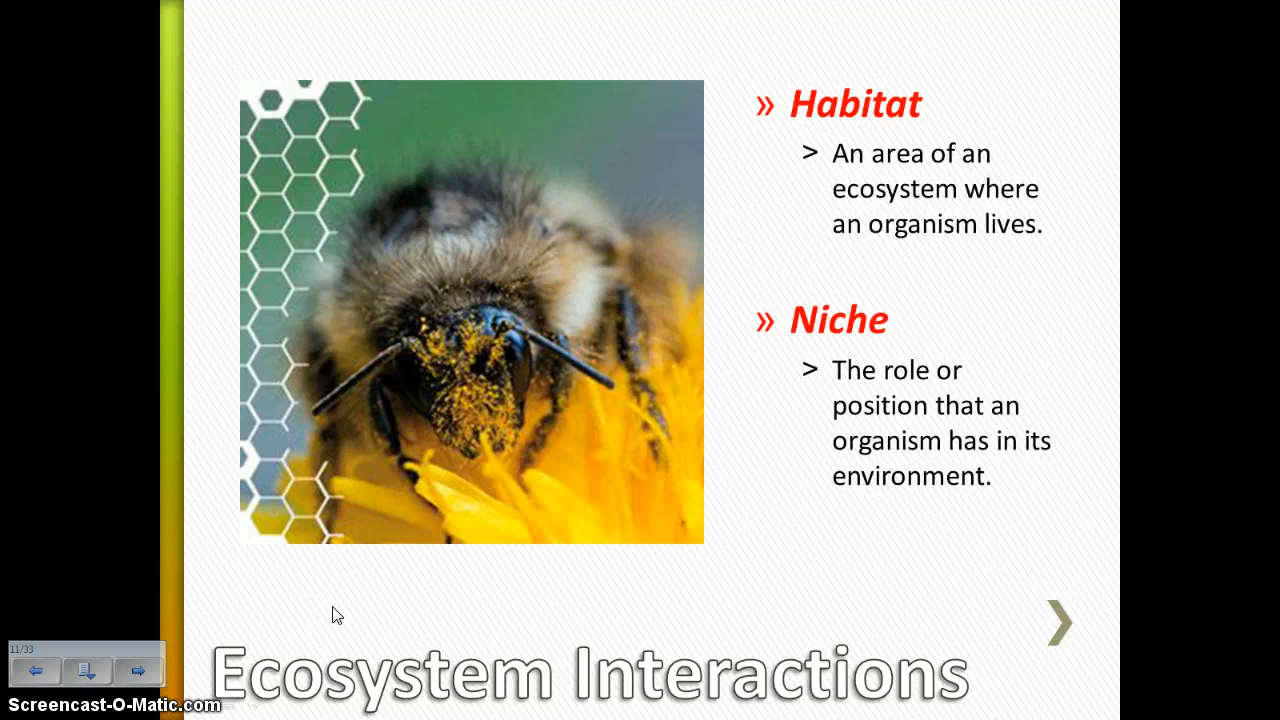 » Habitat
> An area of an
ecosystem where
an organism lives.
» Niche
> The role or
position that an
organism has in its
environment.
11/33
Ecosystem Interactions
Screencast-O-Matic.com